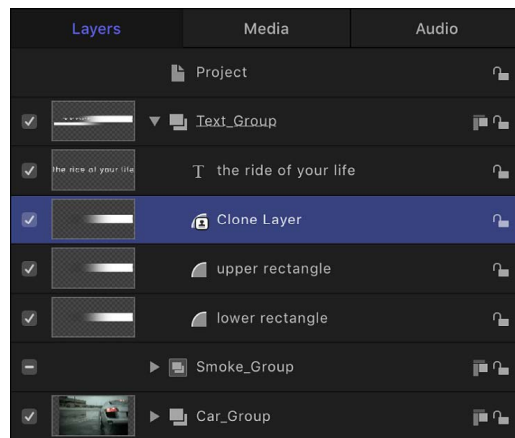 Layers Media Audio
Project
Text_Group
the ride of your life the ride of your life
Clone Layer
upper rectangle
lower rectangle
Smoke_Group
Car_Group